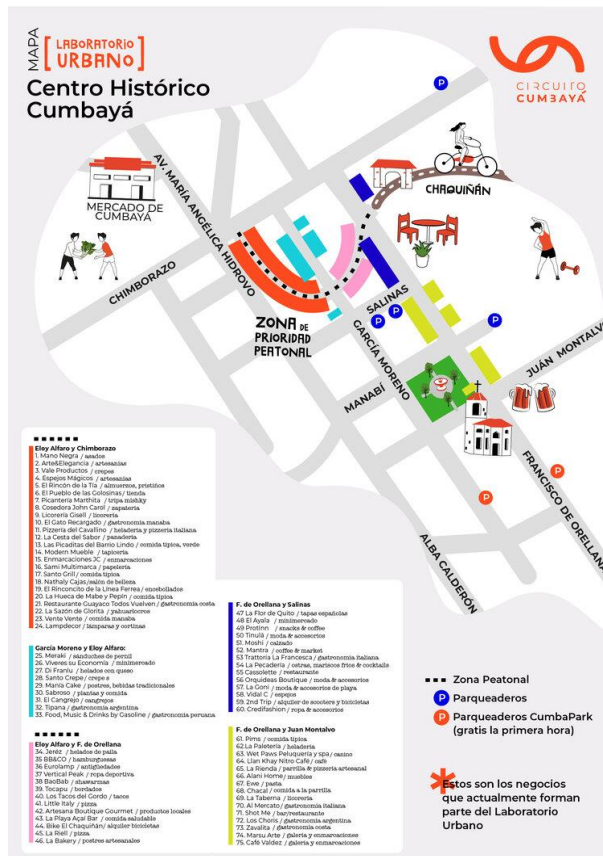 MAPA
[LABORATORIO
URBANO]
Centro Histórico
Cumbayá
CIRCUITO
CUMBAYÁ
P
MERCADO DE
CUMBAYÁ
AV. MARÍA ANGÉLICA HIDROVO
CHAQUIÑÁN
CHIMBORAZO
SALINAS
ZONA DE
PRIORIDAD
PEATONAL
P
P
P
GARCÍA MORENO
JUÁN MONTALVO
MANABÍ
FRANCISCO DE ORELLANA
P
P
ALBA CALDERÓN
Eloy Alfaro y Chimborazo
1. Mano Negra / asados
2. Arte&Elegancia / artesanías
3. Vale Productos / crepes
4. Espejos Mágicos / artesanías
5. El Rincón de la Tía / almuerzos, pristiños
6. El Pueblo de las Golosinas / tienda
7. Picantería Marthita / tripa mishky
8. Cosedora John Carol / zapatería
9. Licorería Gisell / licorería
10. El Gato Recargado / gastronomía manaba
11. Pizzería del Cavallino / heladería y pizzería italiana
12. La Cesta del Sabor / panadería
13. Las Picaditas del Barrio Lindo / comida típica, verde
14. Modern Mueble / tapicería
15. Enmarcaciones JC / enmarcaciones
16. Sami Multimarca / papelería
17. Santo Grill / comida típica
18. Nathaly Cajas/salón de belleza
19. El Rinconcito de la Línea Ferrea / encebollados
20. La Hueca de Mabe y Pepin / comida típica
21. Restaurante Guayaco Todos Vuelven / gastronomía costa
22. La Sazón de Glorita / yahuarlocros
23. Vente Vente / comida manaba
24. Lampdecor / lámparas y cortinas
García Moreno y Eloy Alfaro:
25. Meraki / sánduches de pernil
26. Víveres su Economía / minimercado
27. Di Franlu / helados con queso
28. Santo Crepe / crepe s
29. Manía Cake / postres, bebidas tradicionales
30. Sabroso / plantas y comida
31. El Cangrejo / cangrejos
32. Tipana / gastronomía argentina
33. Food, Music & Drinks by Gasoline / gastronomía peruana
Eloy Alfaro y F. de Orellana
34. Jeréz / helados de paila
35 BB&CO / hamburguesas
36 Eurolamp / antigüedades
37 Vertical Peak / ropa deportiva
38 BaoBab / shawarmas
39. Tocapu / bordados
40. Los Tacos del Gordo / tacos
41. Little Italy / pizza
42. Artesana Boutique Gourmet / productos locales
43. La Playa Açaí Bar / comida saludable
44. Bike El Chaquiñán/ alquiler bicicletas
45. La Riell / pizza
46. La Bakery / postres artesanales
F. de Orellana y Salinas
47 La Flor de Quito / tapas españolas
48 El Ayala / minimercado
49 Protinn / snacks & coffee
50 Tinulá / moda & accesorios
51. Moshi / calzado
52. Mantra / coffee & market
53 Trattoria La Francesca / gastronomía italiana
54 La Pecadería / cetras, mariscos frios & cocktails
55 Cassolette / restaurante
56 Orquideas Boutique / moda & accesorios
57. La Goni / moda & accesorios de playa
58. Vidal C / espejos
59. 2nd Trip / alquiler de scooters y bicicletas
60. Credifashion / ropa & accesorios
F. de Orellana y Juan Montalvo
61. Pims / comida típica
62 La Paletería / heladería
63. Wet Paws Peluquería y spa / canino
64. Llan Khay Nitro Café / café
65. La Rienda / parrilla & pizzería artesanal
66. Alani Home / muebles
67. Eve / pasta
68. Chacal / comida a la parrilla
69. La Taberna / licorería
70. Al Mercato / gastronomía italiana
71. Shot Me / bar/restaurante
72. Los Choris / gastronomía argentina
73. Zavalita / gastronomía costa
74. Marsu Arte / galería y enmarcaciones
75. Café Valdez / galería y enmarcaciones
Zona Peatonal
P Parqueaderos
P Parqueaderos CumbaPark
(gratis la primera hora)
*Estos son los negocios
que actualmente forman
parte del Laboratorio
Urbano